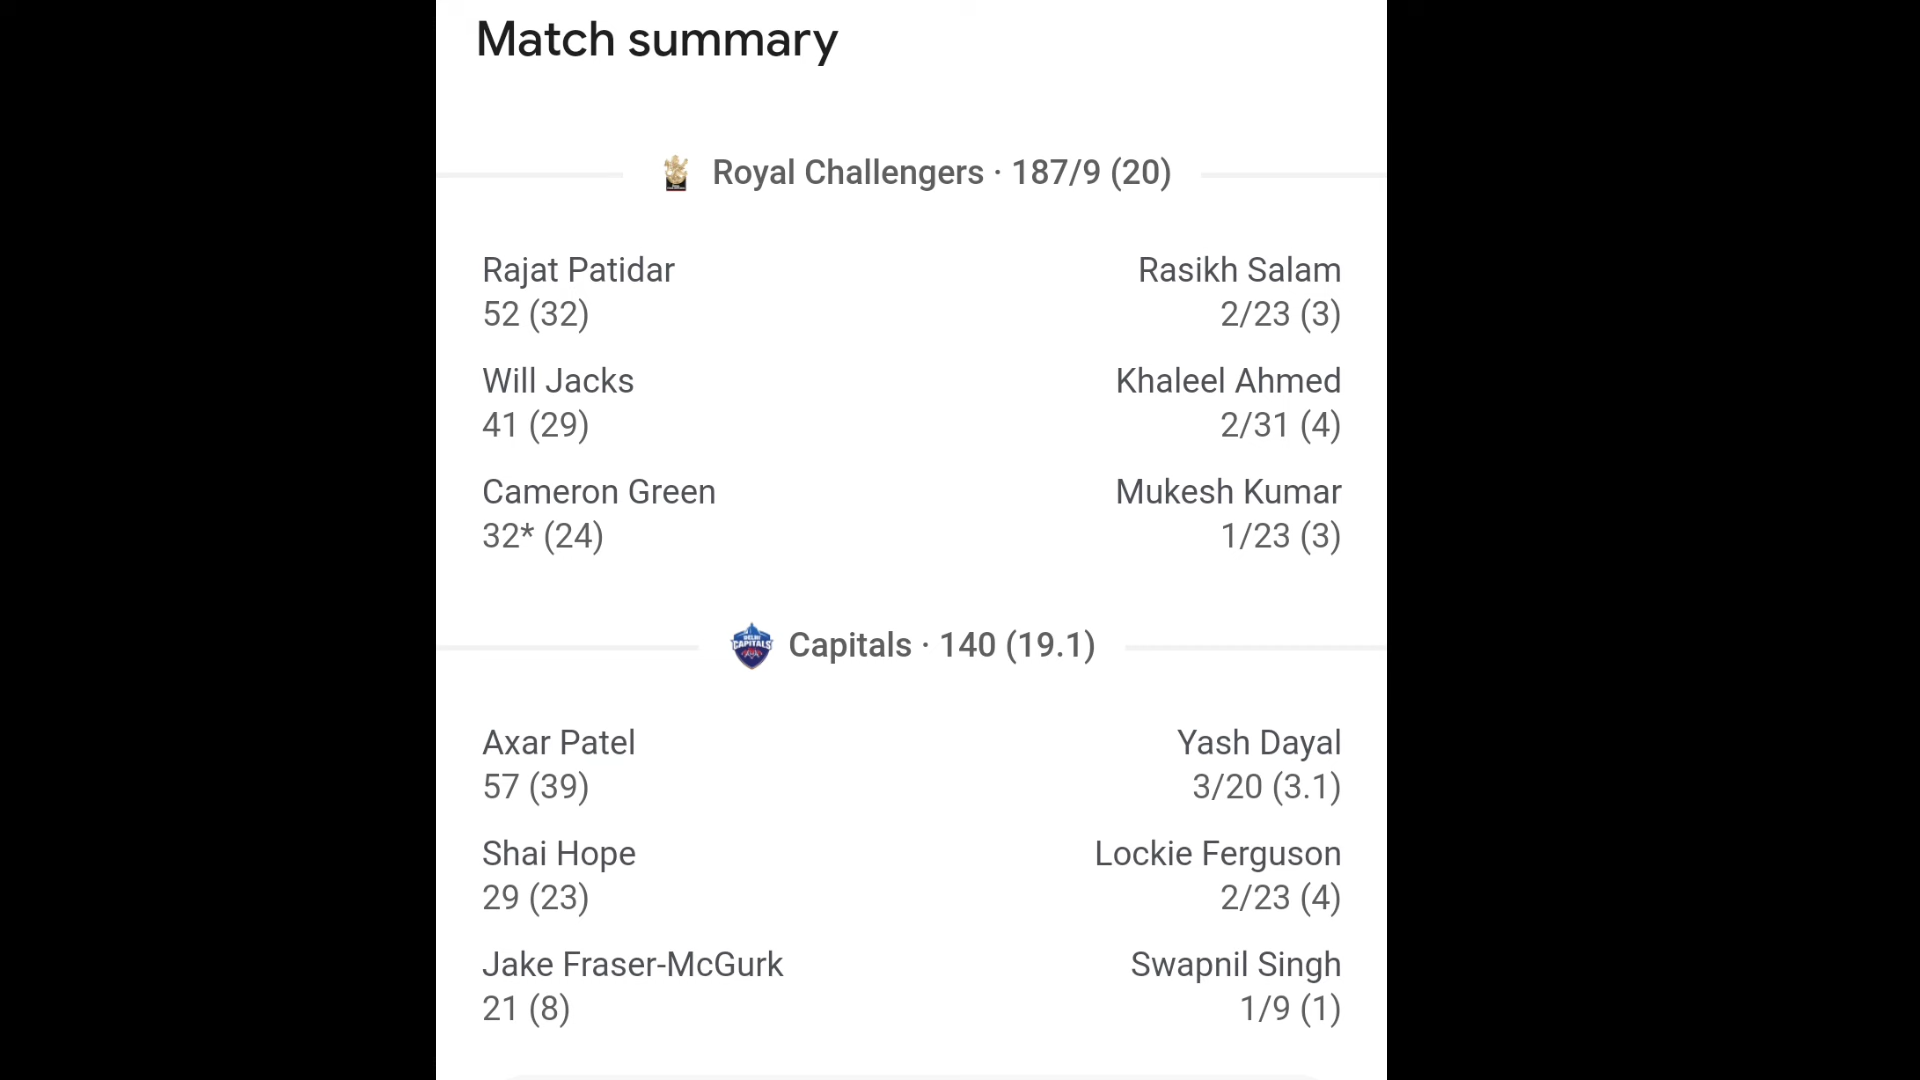 Match summary
Royal Challengers · 187/9 (20)
Rajat Patidar
52 (32)
Rasikh Salam
2/23 (3)
Will Jacks
41 (29)
Khaleel Ahmed
2/31 (4)
Cameron Green
32* (24)
Mukesh Kumar
1/23 (3)
DELHI
CAPITALS
Capitals · 140 (19.1)
Axar Patel
57 (39)
Yash Dayal
3/20 (3.1)
Shai Hope
29 (23)
Lockie Ferguson
2/23 (4)
Jake Fraser-McGurk
21 (8)
Swapnil Singh
1/9 (1)